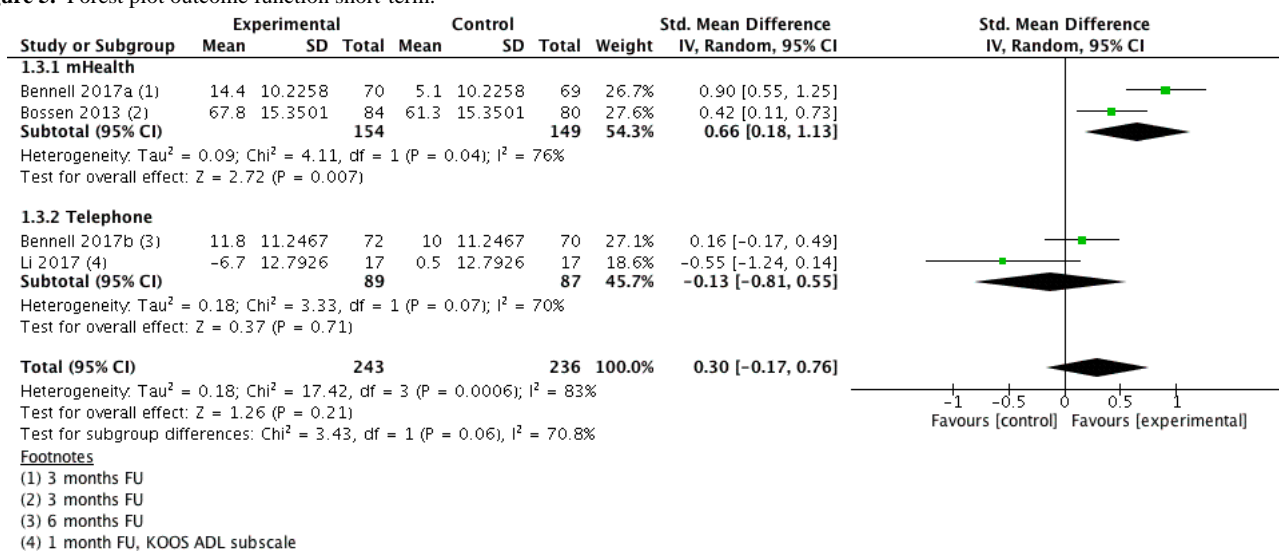 gure 5. Forest plot outcome function short-term.
Experimental Control Std. Mean Difference Std. Mean Difference
Study or Subgroup Mean SD Total Mean SD Total Weight IV, Random, 95% CI IV, Random, 95% CI
1.3.1 mHealth
Bennell 2017a (1) 14.4 10.2258 70 5.1 10.2258 69 26.7% 0.90 [0.55, 1.25]
Bossen 2013 (2) 67.8 15.3501 84 61.3 15.3501 80 27.6% 0.42 [0.11, 0.73]
Subtotal (95% CI) 154 149 54.3% 0.66 [0.18, 1.13]
Heterogeneity: Tau² = 0.09; Chi² = 4.11, df = 1 (P = 0.04); I² = 76%
Test for overall effect: Z = 2.72 (P = 0.007)
1.3.2 Telephone
Bennell 2017b (3) 11.8 11.2467 72 10 11.2467 70 27.1% 0.16 [−0.17, 0.49]
Li 2017 (4) −6.7 12.7926 17 0.5 12.7926 17 18.6% −0.55 [−1.24, 0.14]
Subtotal (95% CI) 89 87 45.7% −0.13 [−0.81, 0.55]
Heterogeneity: Tau² = 0.18; Chi² = 3.33, df = 1 (P = 0.07); I² = 70%
Test for overall effect: Z = 0.37 (P = 0.71)
Total (95% CI) 243 236 100.0% 0.30 [−0.17, 0.76]
Heterogeneity: Tau² = 0.18; Chi² = 17.42, df = 3 (P = 0.0006); I² = 83%
Test for overall effect: Z = 1.26 (P = 0.21)
Test for subgroup differences: Chi² = 3.43, df = 1 (P = 0.06), I² = 70.8%
−1 −0.5 0 0.5 1
Favours [control] Favours [experimental]
Footnotes
(1) 3 months FU
(2) 3 months FU
(3) 6 months FU
(4) 1 month FU, KOOS ADL subscale